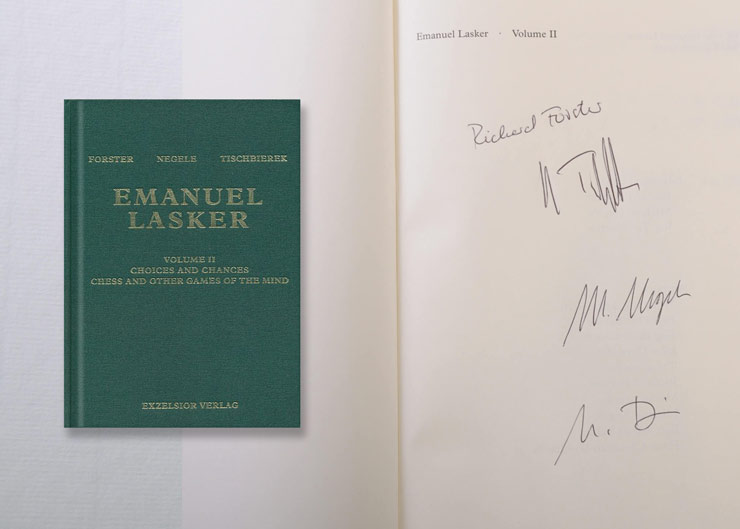 FORSTER NEGELE TISCHBIEREK
EMANUEL
LASKER
VOLUME II
CHOICES AND CHANCES
CHESS AND OTHER GAMES OF THE MIND
EXZELSIOR VERLAG
Emanuel Lasker · Volume II
Richard Forster